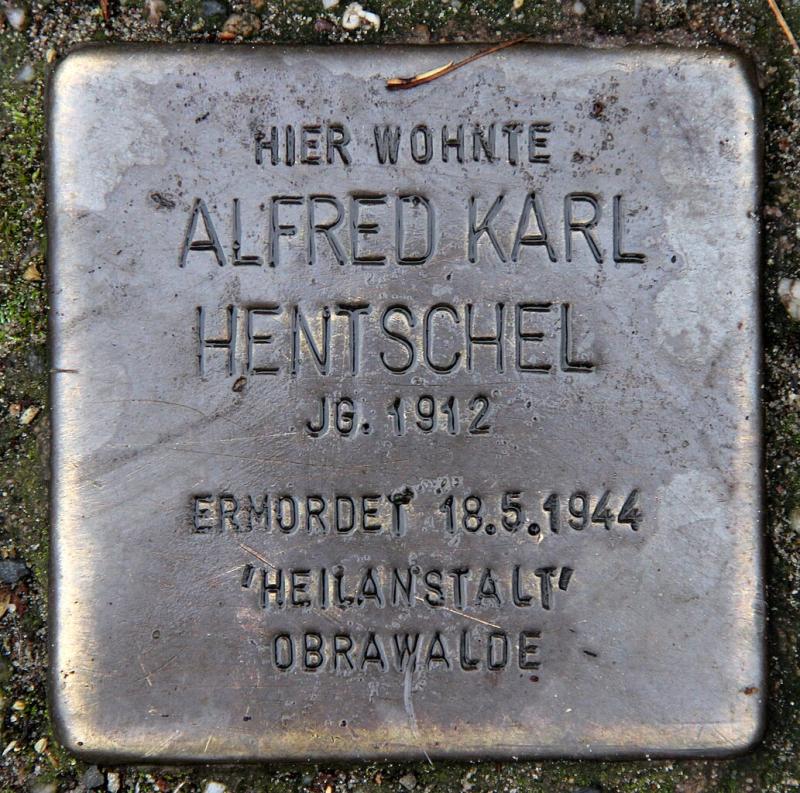 HIER WOHNTE
ALFRED KARL
HENTSCHEL
JG. 1912
ERMORDET 18.5.1944
'HEILANSTALT'
OBRAWALDE